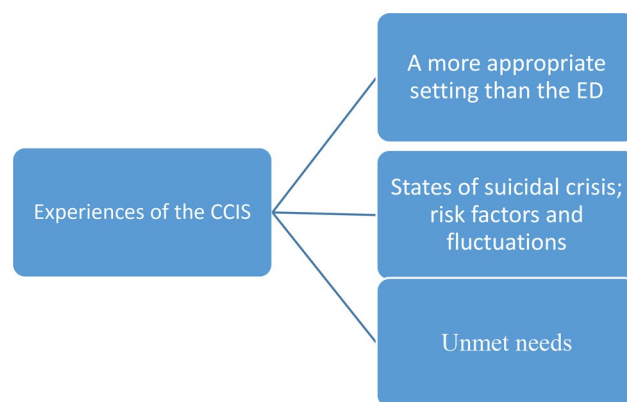 Experiences of the CCIS
A more appropriate
setting than the ED
States of suicidal crisis;
risk factors and
fluctuations
Unmet needs